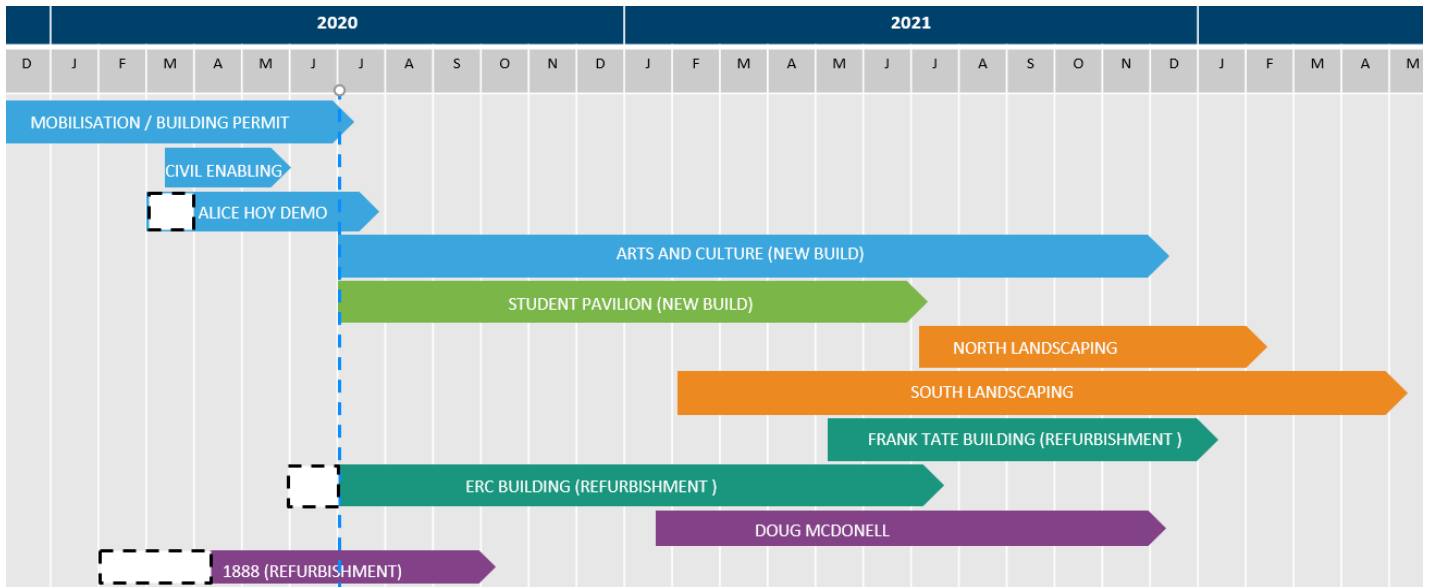 2020 2021
D J F M A M J J A S O N D J F M A M J J A S O N D J F M A M
MOBILISATION / BUILDING PERMIT
CIVIL ENABLING
ALICE HOY DEMO
ARTS AND CULTURE (NEW BUILD)
STUDENT PAVILION (NEW BUILD)
NORTH LANDSCAPING
SOUTH LANDSCAPING
FRANK TATE BUILDING (REFURBISHMENT )
ERC BUILDING (REFURBISHMENT )
DOUG MCDONELL
1888 (REFURBISHMENT)